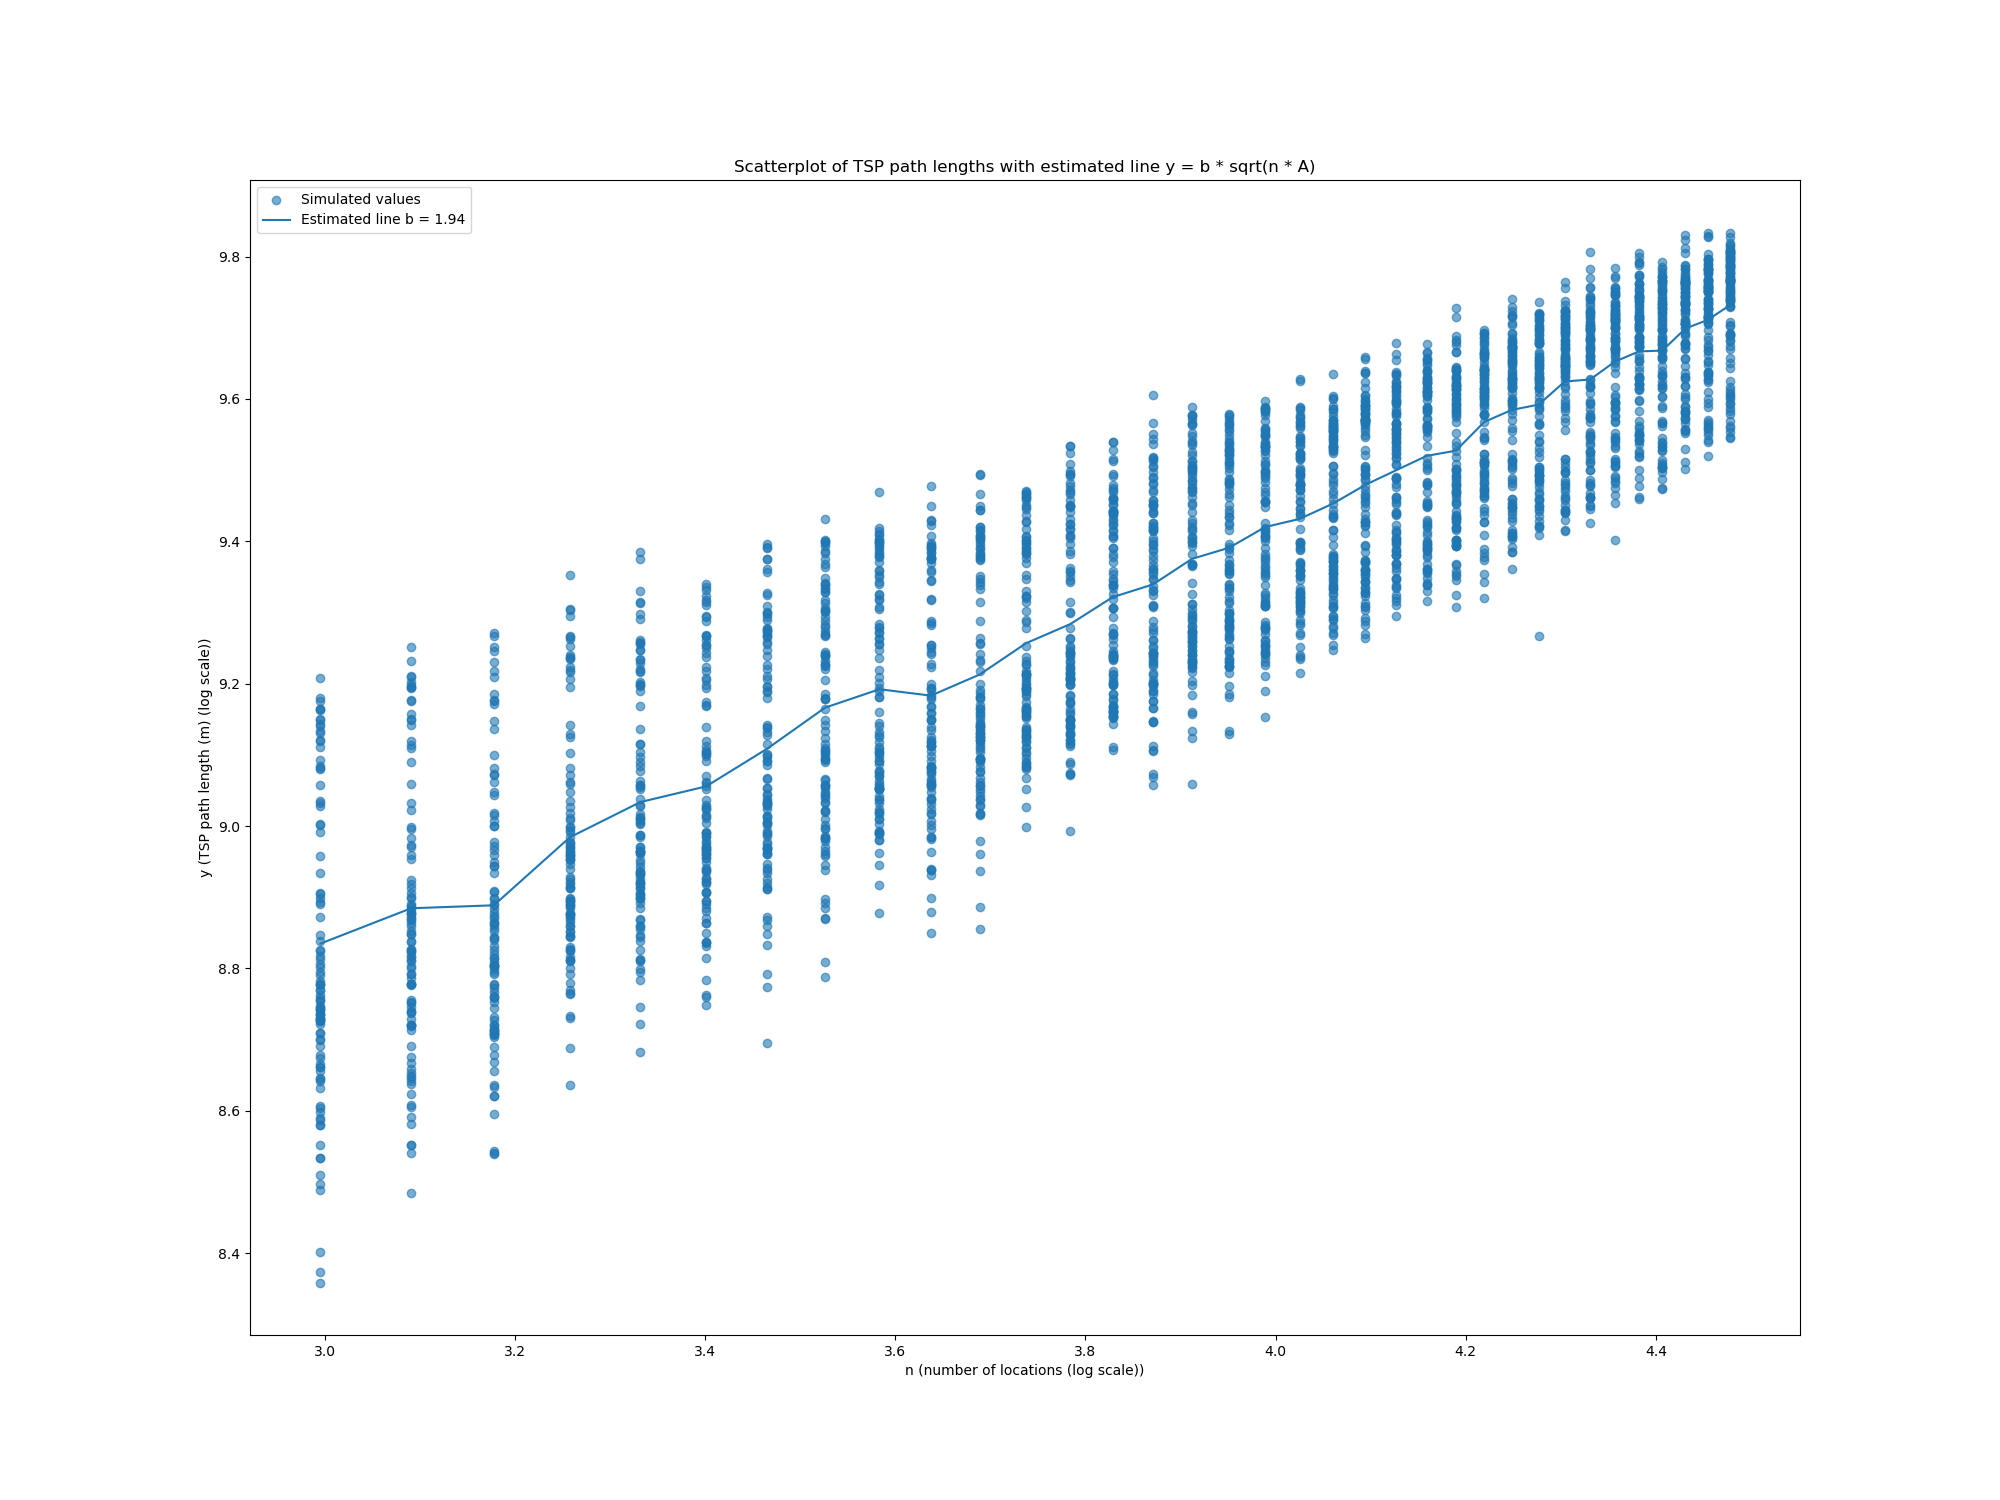 Scatterplot of TSP path lengths with estimated line y = b * sqrt(n * A)
Simulated values
Estimated line b = 1.94
9.8
9.6
9.4
9.2
9.0
8.8
8.6
8.4
y (TSP path length (m) (log scale))
3.0 3.2 3.4 3.6 3.8 4.0 4.2 4.4
n (number of locations (log scale))